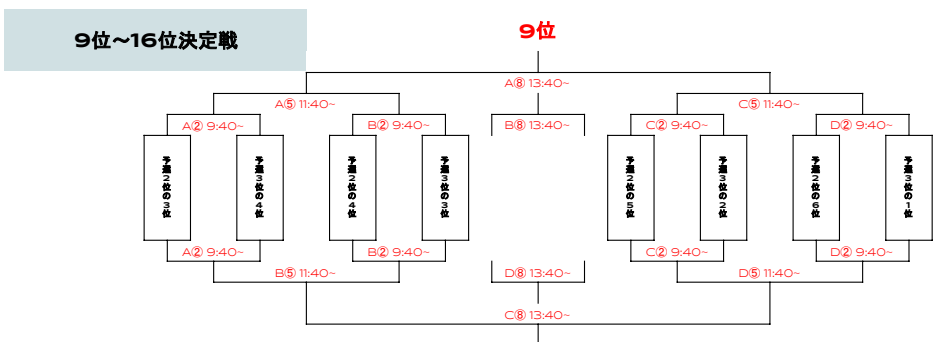 9位～16位決定戦
9位
A⑧ 13:40~
A⑤ 11:40~
C⑤ 11:40~
A② 9:40~
B② 9:40~
B⑧ 13:40~
C② 9:40~
D② 9:40~
予選2位の3位
予選3位の4位
予選2位の4位
予選3位の3位
予選2位の5位
予選3位の2位
予選2位の6位
予選3位の1位
A② 9:40~
B② 9:40~
C② 9:40~
D② 9:40~
B⑤ 11:40~
D⑧ 13:40~
D⑤ 11:40~
C⑧ 13:40~